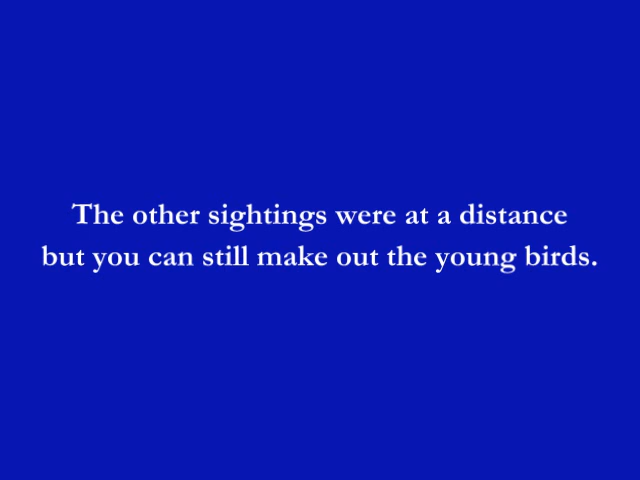 The other sightings were at a distance
but you can still make out the young birds.